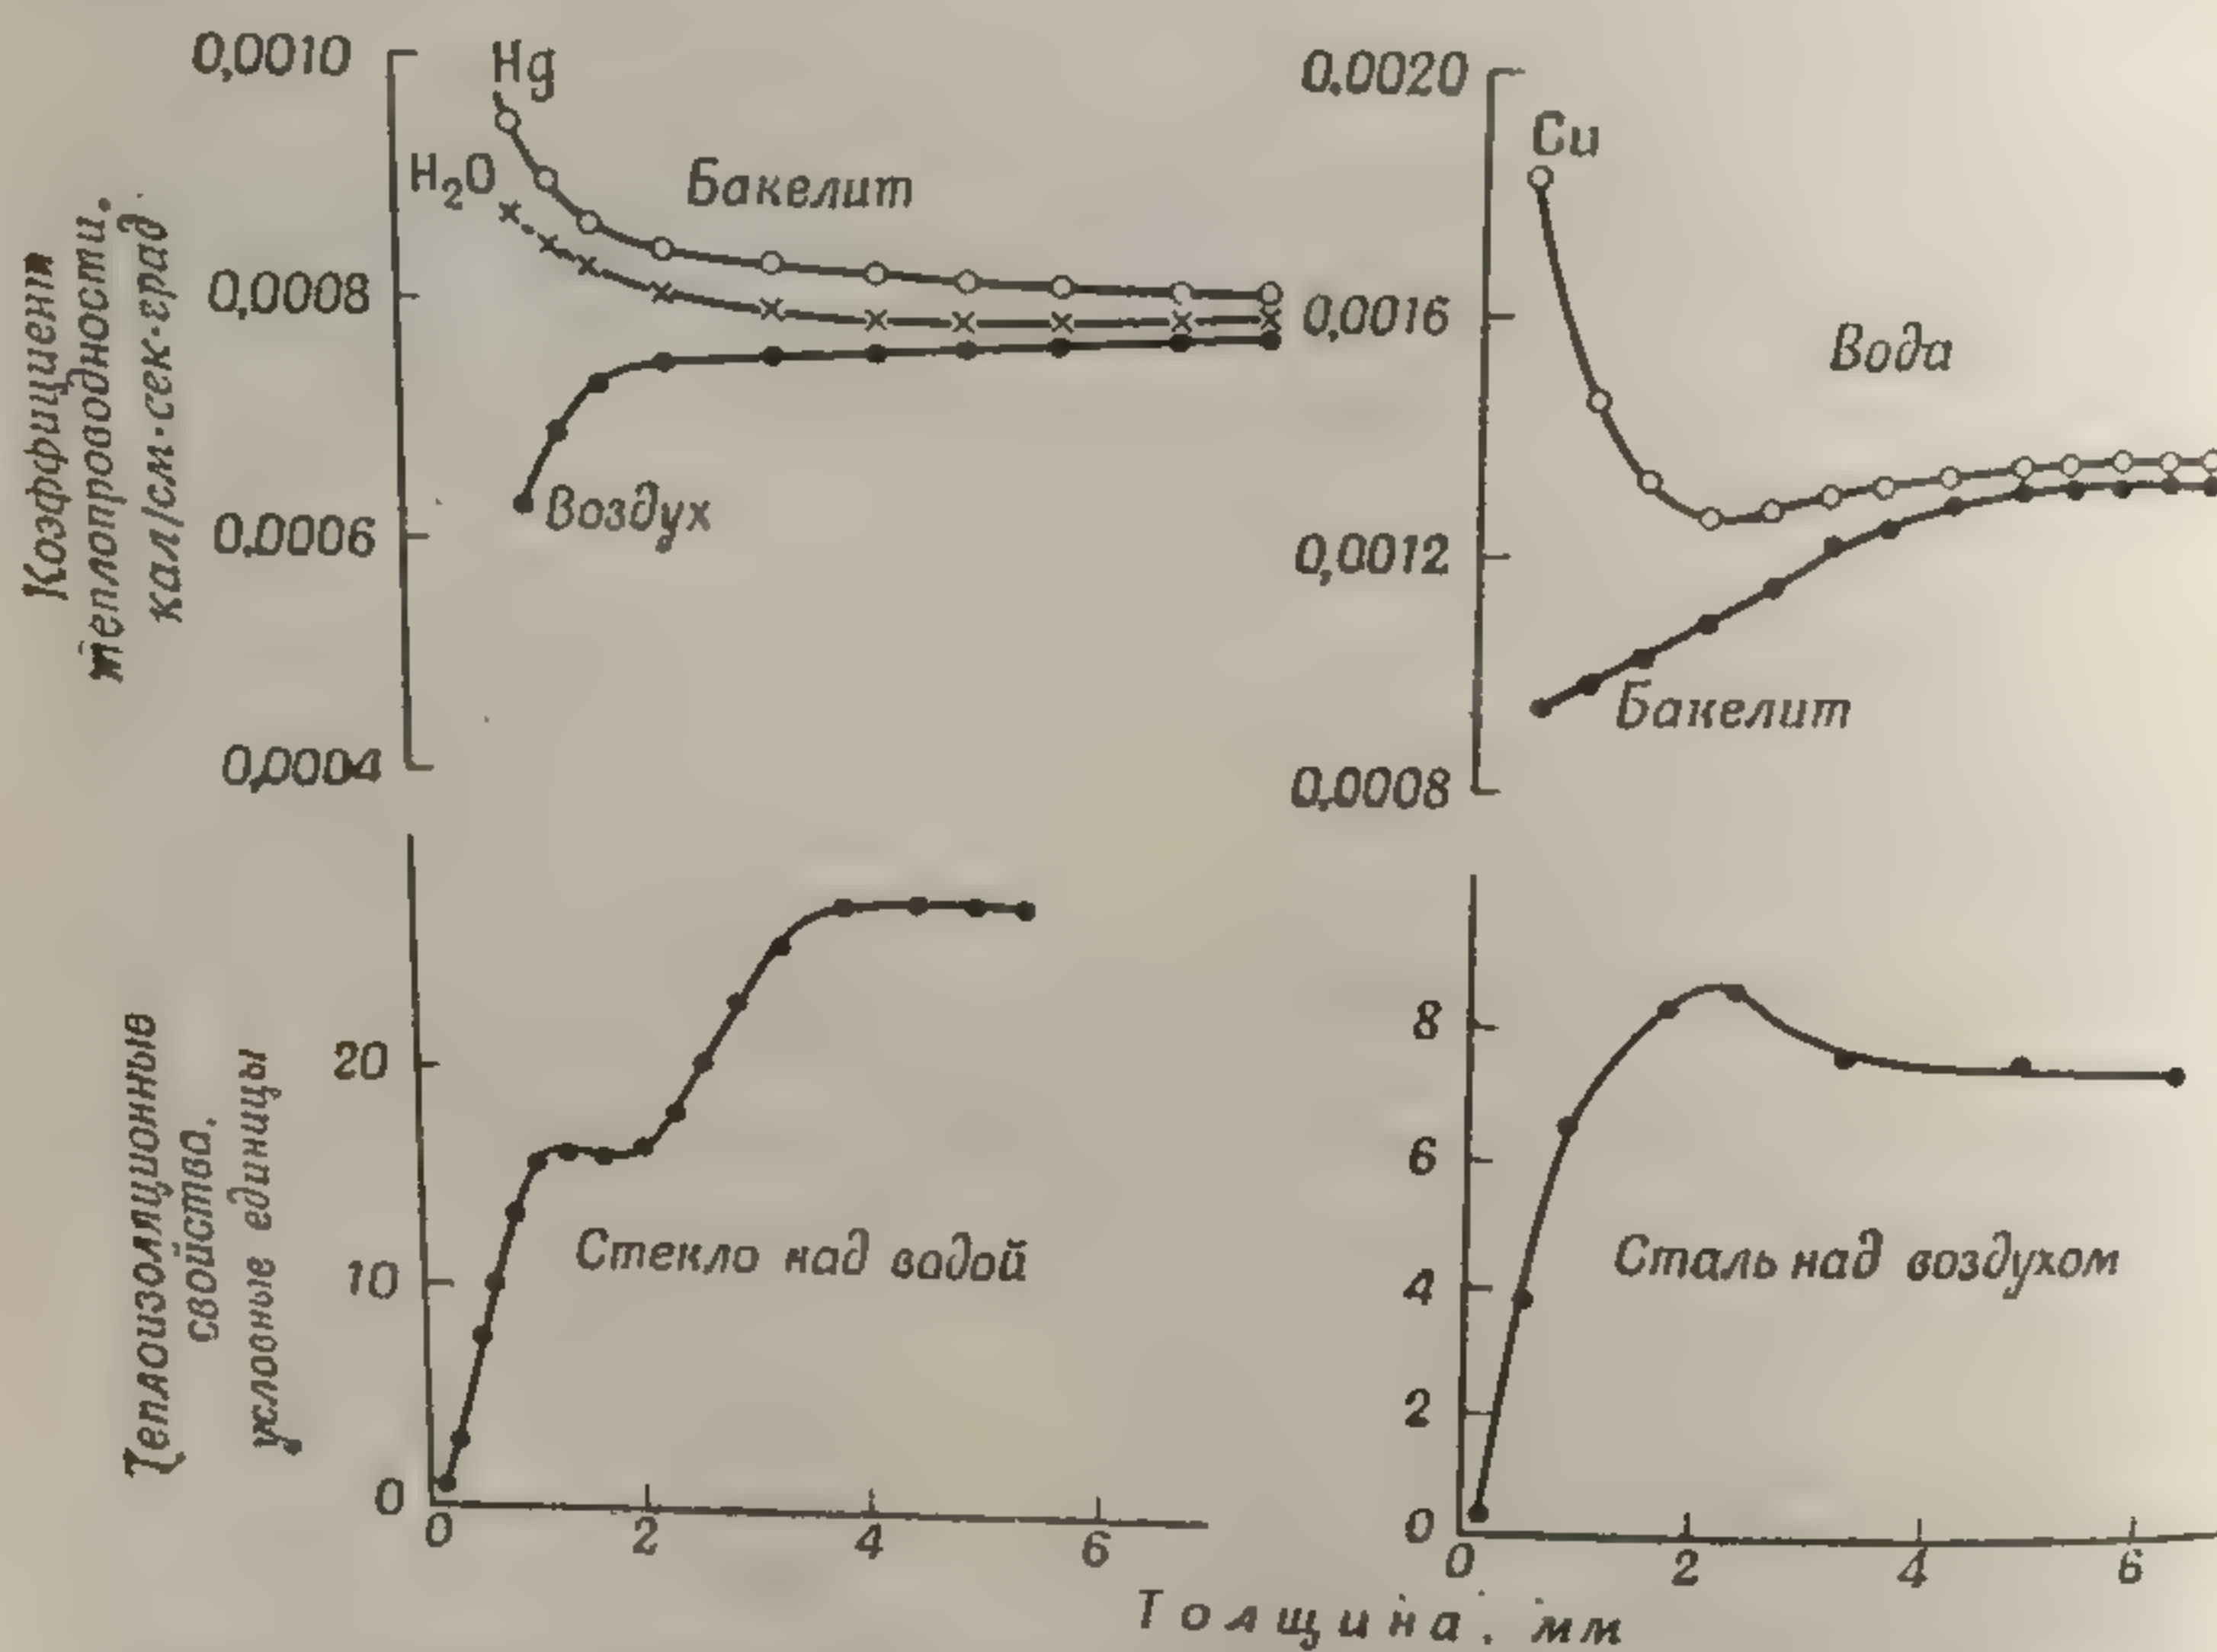 0,0010
Hg
H₂O
Бакелит
0,0008
0,0006
Воздух
0,0004
Коэффициент
теплопроводности,
кал/см·сек·град
0.0020
Cu
0,0016
Вода
0,0012
Бакелит
0,0008
20
10
0
Стекло над водой
0
2
4
6
Теплоизоляционные
свойства,
условные единицы
8
6
4
2
0
Сталь над воздухом
0
2
4
6
Толщина, мм